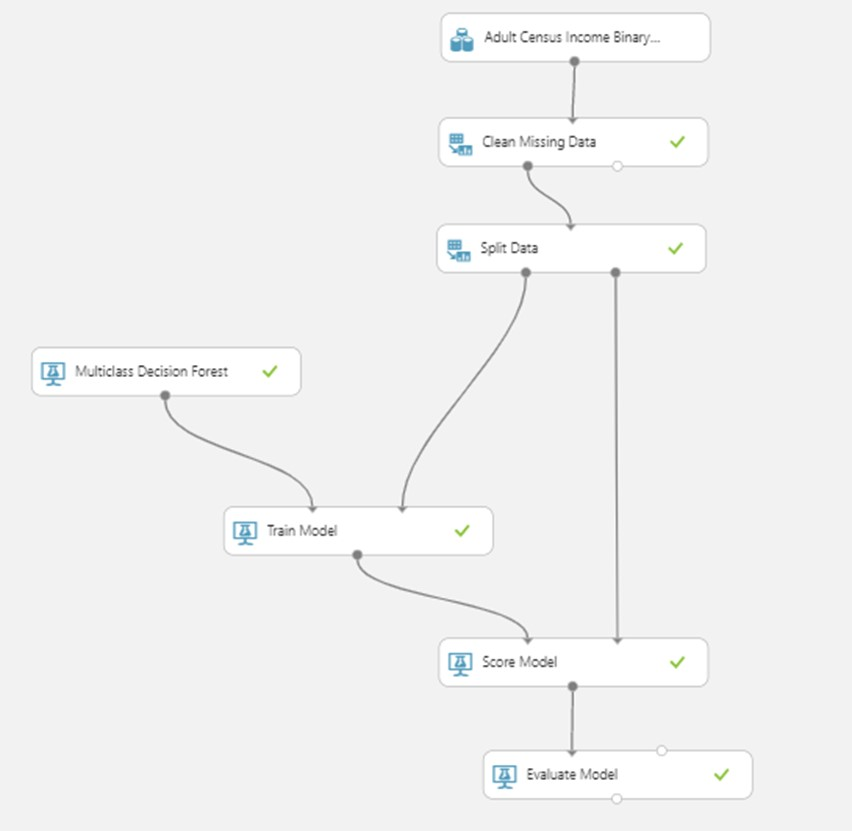 Adult Census Income Binary...
Clean Missing Data
Split Data
Multiclass Decision Forest
Train Model
Score Model
Evaluate Model